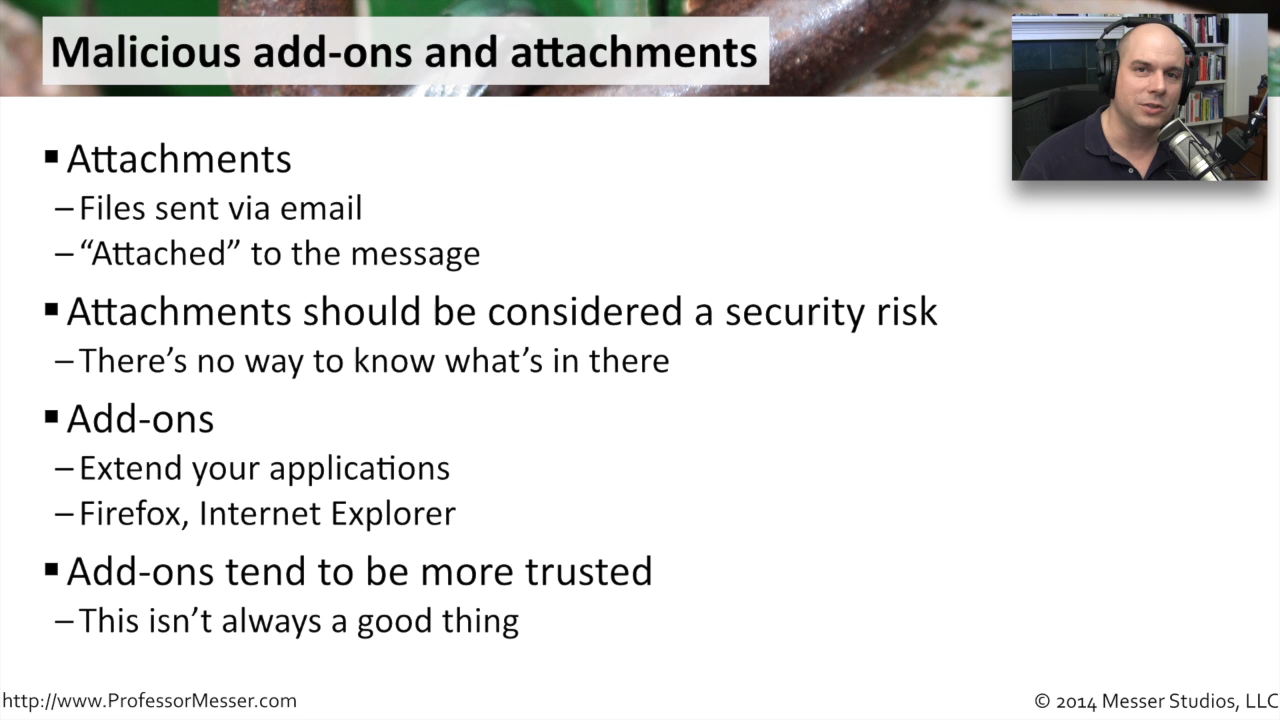 Malicious add-ons and attachments
▪ Attachments
– Files sent via email
– “Attached” to the message
▪ Attachments should be considered a security risk
– There’s no way to know what’s in there
▪ Add-ons
– Extend your applications
– Firefox, Internet Explorer
▪ Add-ons tend to be more trusted
– This isn’t always a good thing
http://www.ProfessorMesser.com
© 2014 Messer Studios, LLC